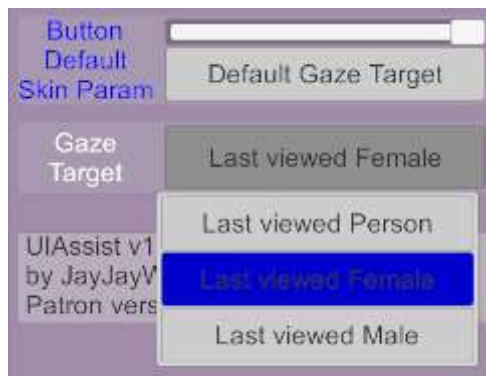 Button
Default
Skin Param
Default Gaze Target
Gaze
Target
Last viewed Female
Last viewed Person
Last viewed Female
Last viewed Male
UIAssist v1
by JayJayW
Patron vers